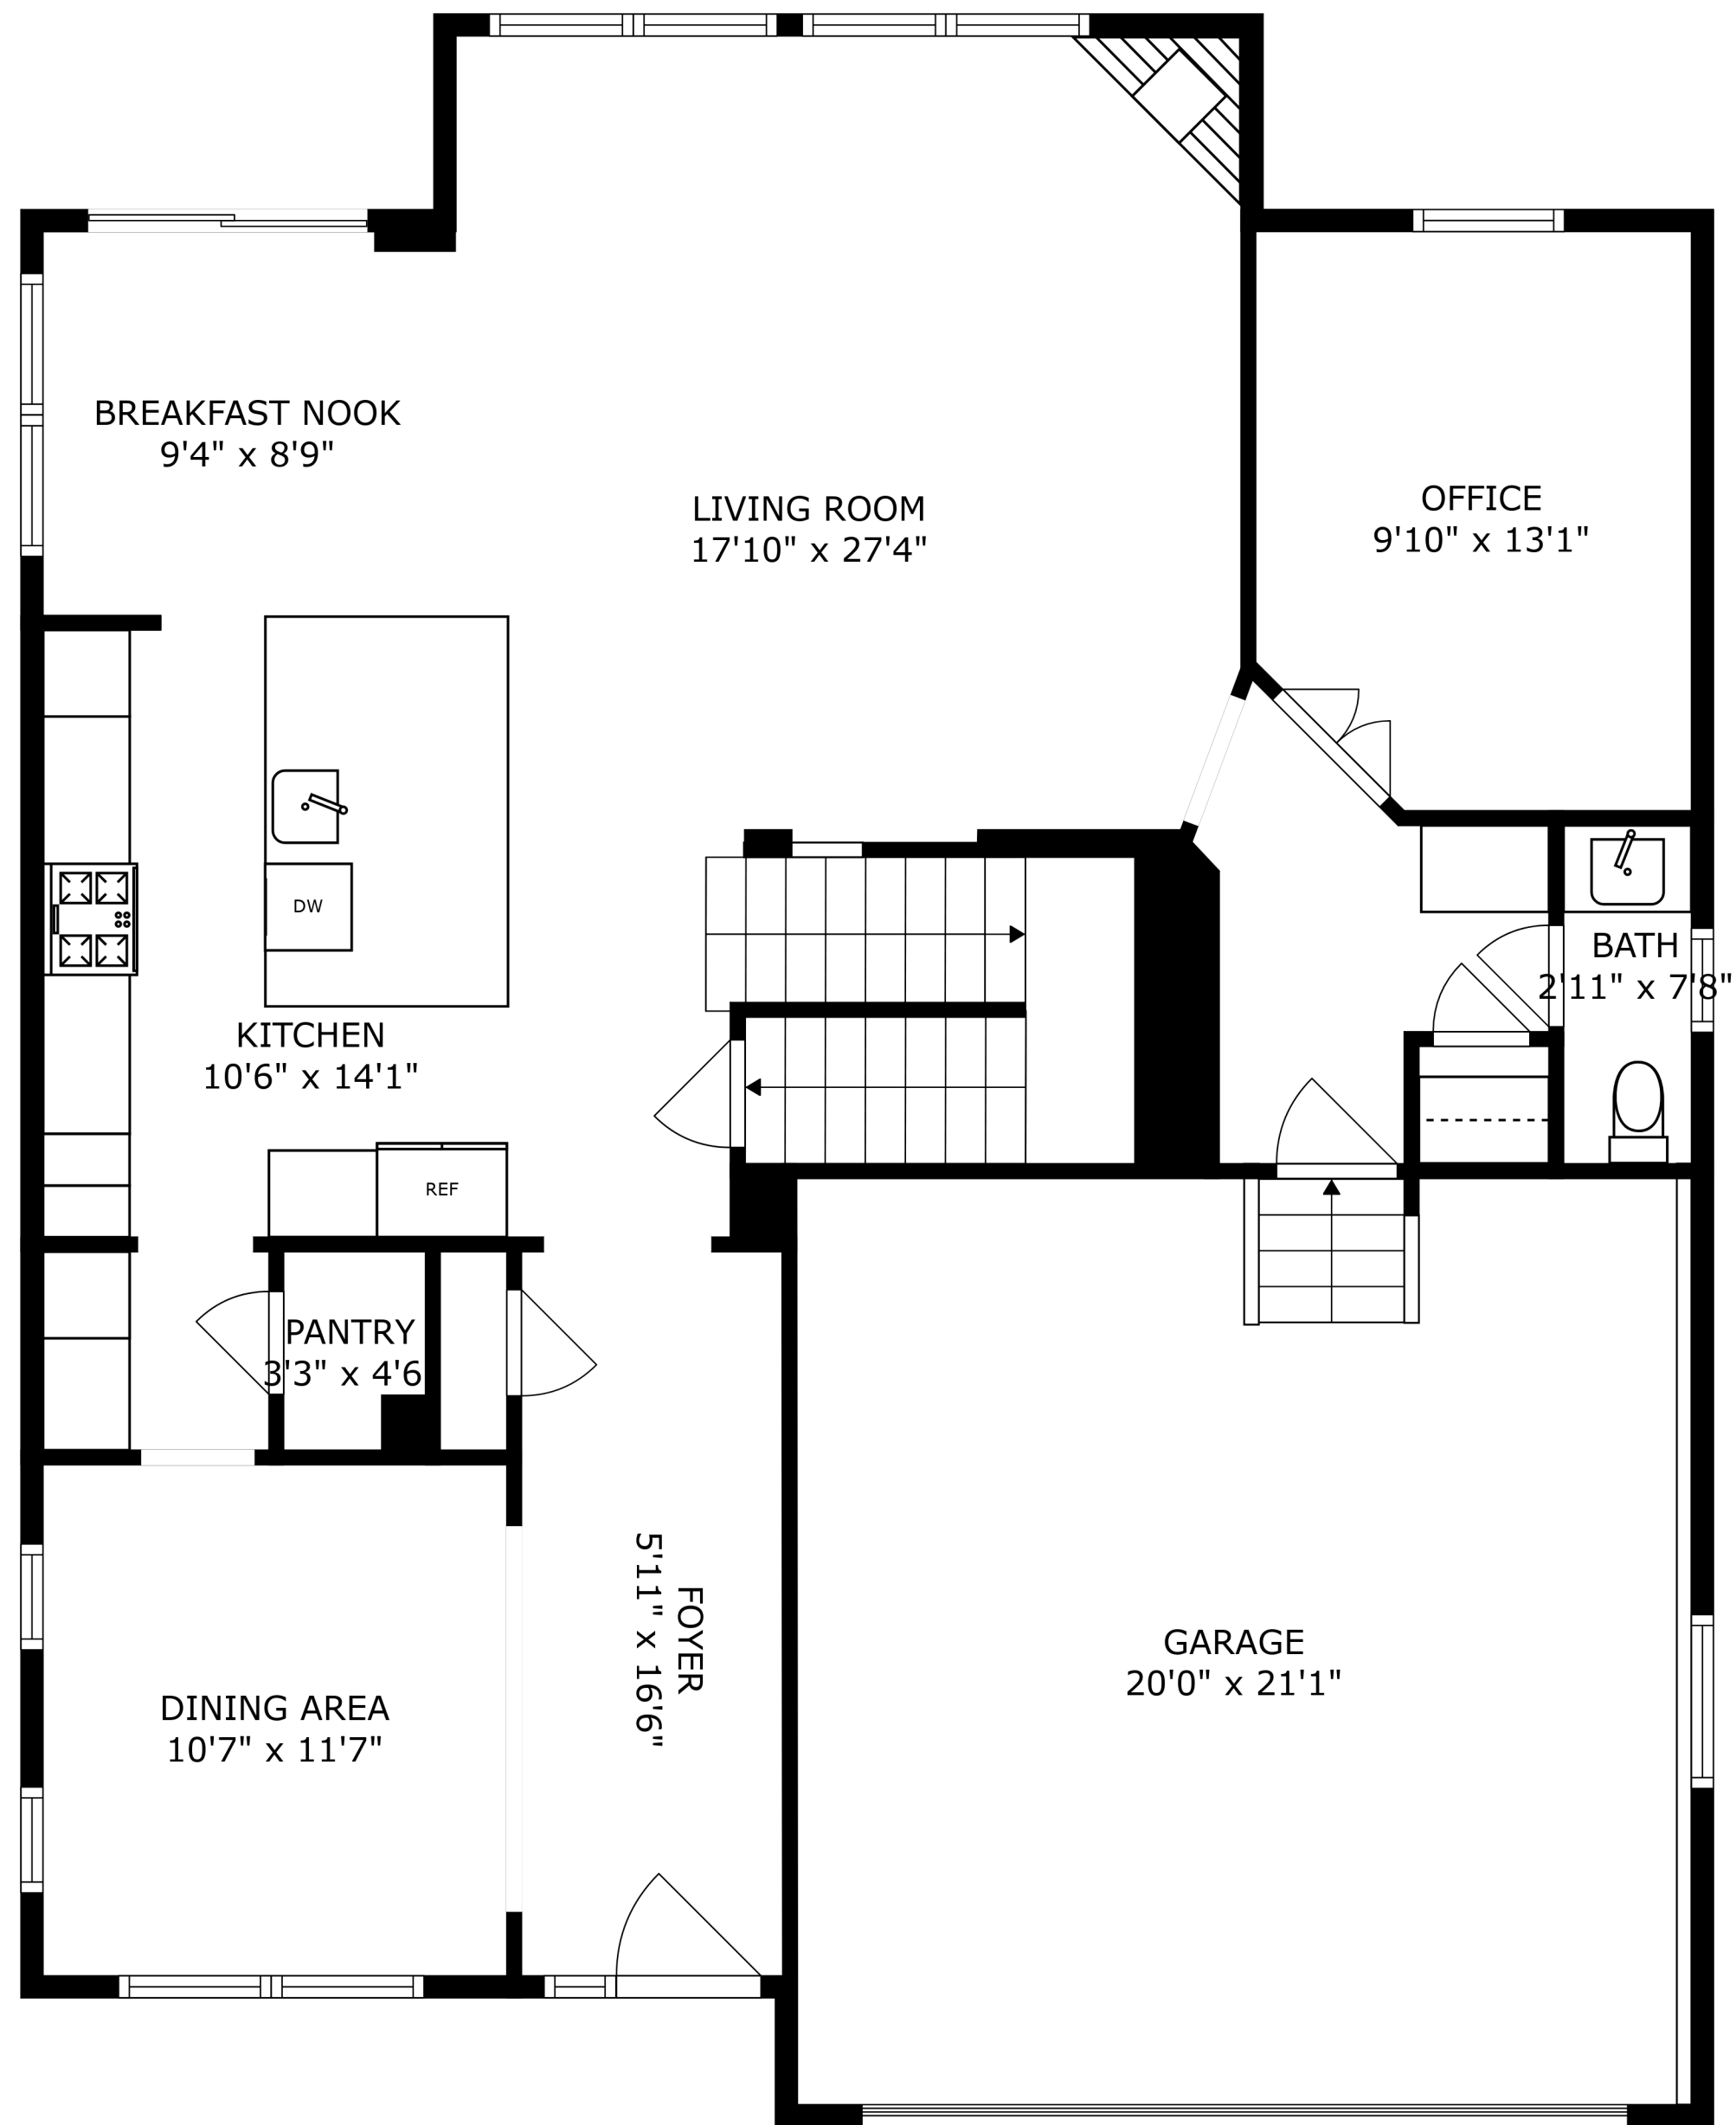 BREAKFAST NOOK
9'4" x 8'9"
LIVING ROOM
17'10" x 27'4"
OFFICE
9'10" x 13'1"
DW
BATH
2'11" x 7'8"
KITCHEN
10'6" x 14'1"
REF
PANTRY
3'3" x 4'6
FOYER
5'11" x 16'6"
GARAGE
20'0" x 21'1"
DINING AREA
10'7" x 11'7"